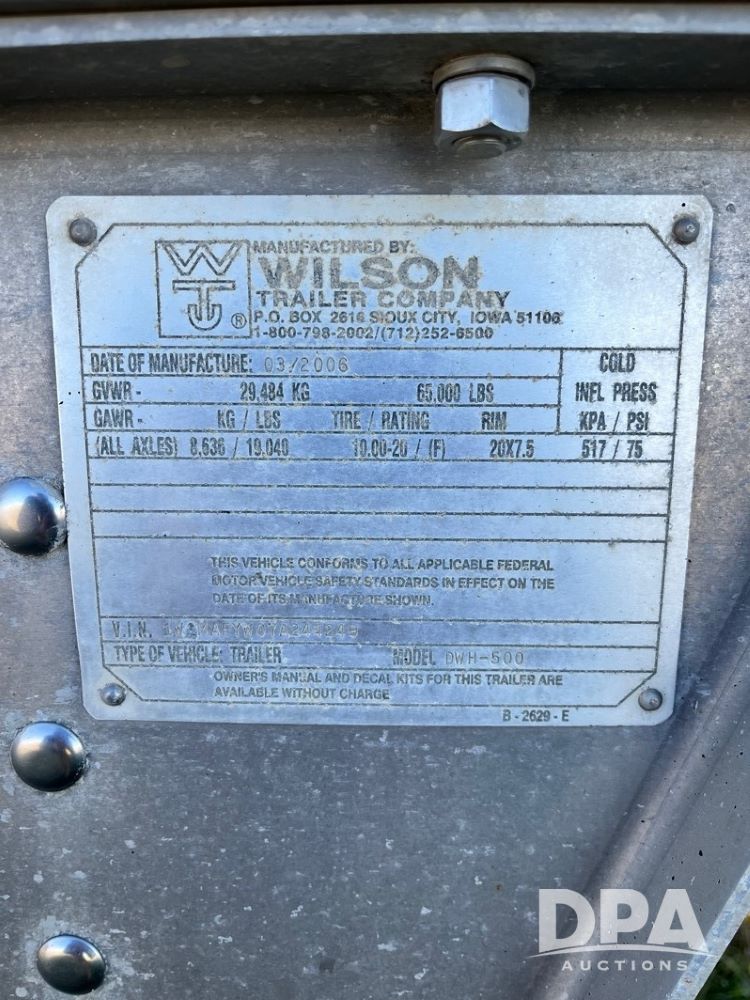 MANUFACTURED BY:
WILSON
TRAILER COMPANY
P.O. BOX 2616 SIOUX CITY, IOWA 51106
1-800-798-2002/(712)252-6500
WT ®
DATE OF MANUFACTURE: 03/2006 COLD
GVWR - 29,484 KG 65,000 LBS INFL PRESS
GAWR - KG / LBS TIRE / RATING RIM KPA / PSI
(ALL AXLES) 8,636 / 19,040 10.00-20 / (F) 20X7.5 517 / 75
THIS VEHICLE CONFORMS TO ALL APPLICABLE FEDERAL
MOTOR VEHICLE SAFETY STANDARDS IN EFFECT ON THE
DATE OF ITS MANUFACTURE SHOWN.
V.I.N.
TYPE OF VEHICLE: TRAILER MODEL DWH-500
OWNER'S MANUAL AND DECAL KITS FOR THIS TRAILER ARE
AVAILABLE WITHOUT CHARGE
B - 2629 - E
DPA
AUCTIONS